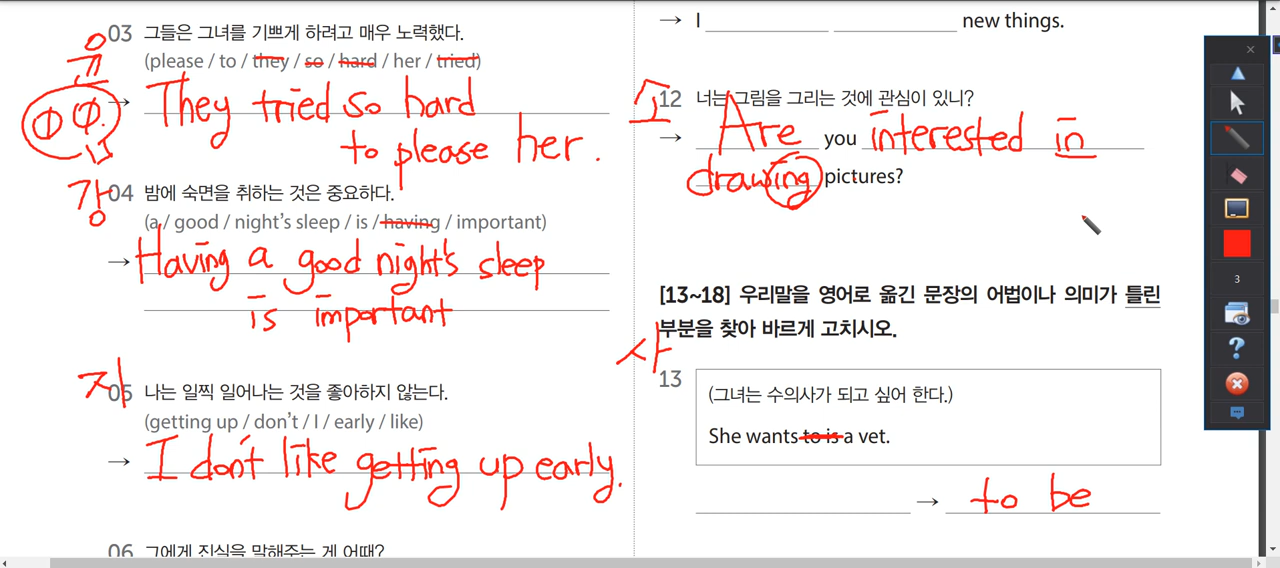 03 그들은 그녀를 기쁘게 하려고 매우 노력했다.
(please / to / they / so / hard / her / tried)
→ They tried so hard
to please her.
강
04 밤에 숙면을 취하는 것은 중요하다.
(a / good / night's sleep / is / having / important)
→ Having a good night's sleep
is important
지
05 나는 일찍 일어나는 것을 좋아하지 않는다.
(getting up / don't / I / early / like)
→ I don't like getting up early.
06 그에게 진실을 말해주는 게 어때?
→ I new things.
소
12 너는 그림을 그리는 것에 관심이 있니?
→ Are you interested in
drawing pictures?
[13~18] 우리말을 영어로 옮긴 문장의 어법이나 의미가 틀린
부분을 찾아 바르게 고치시오.
사
13
(그녀는 수의사가 되고 싶어 한다.)
She wants to is a vet.
→ to be
3